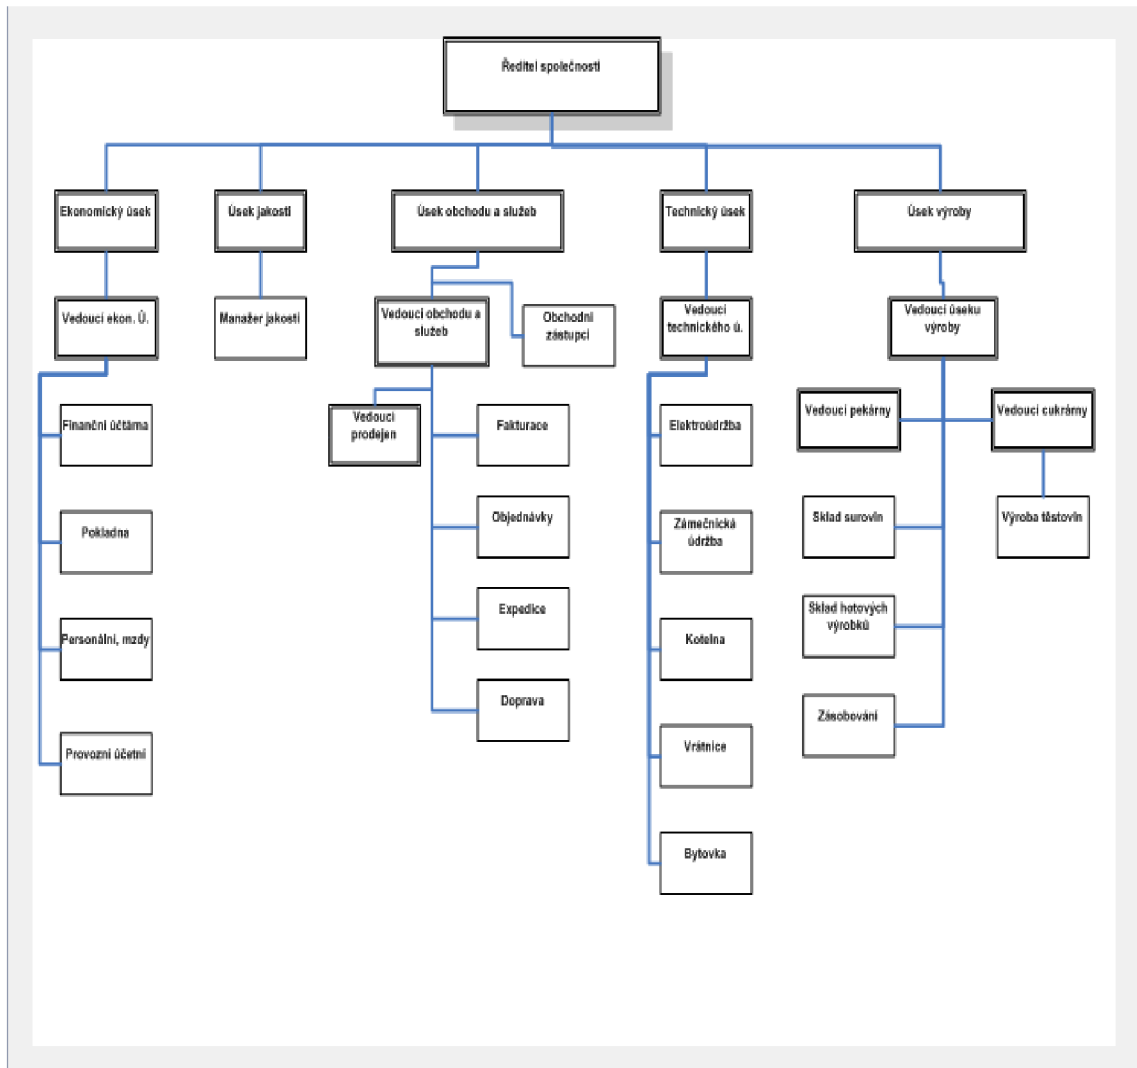 Ředitel společnosti
Ekonomický úsek
Úsek jakosti
Úsek obchodu a služeb
Technický úsek
Úsek výroby
Vedoucí ekon. Ú.
Manažer jakosti
Vedoucí obchodu a
služeb
Obchodní
zástupci
Vedoucí
technického ú.
Vedoucí úseku
výroby
Finanční účtárna
Pokladna
Personální, mzdy
Provozní účetní
Vedoucí
prodejen
Fakturace
Objednávky
Expedice
Doprava
Elektroúdržba
Zámečnická
údržba
Kotelna
Vrátnice
Bytovka
Vedoucí pekárny
Vedoucí cukrárny
Sklad surovin
Výroba těstovin
Sklad hotových
výrobků
Zásobování